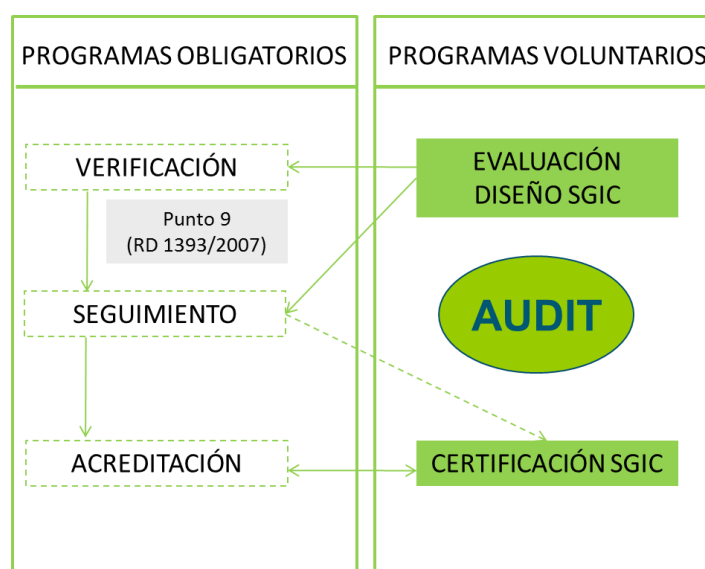 PROGRAMAS OBLIGATORIOS
PROGRAMAS VOLUNTARIOS
VERIFICACIÓN
EVALUACIÓN
DISEÑO SGIC
Punto 9
(RD 1393/2007)
SEGUIMIENTO
AUDIT
ACREDITACIÓN
CERTIFICACIÓN SGIC